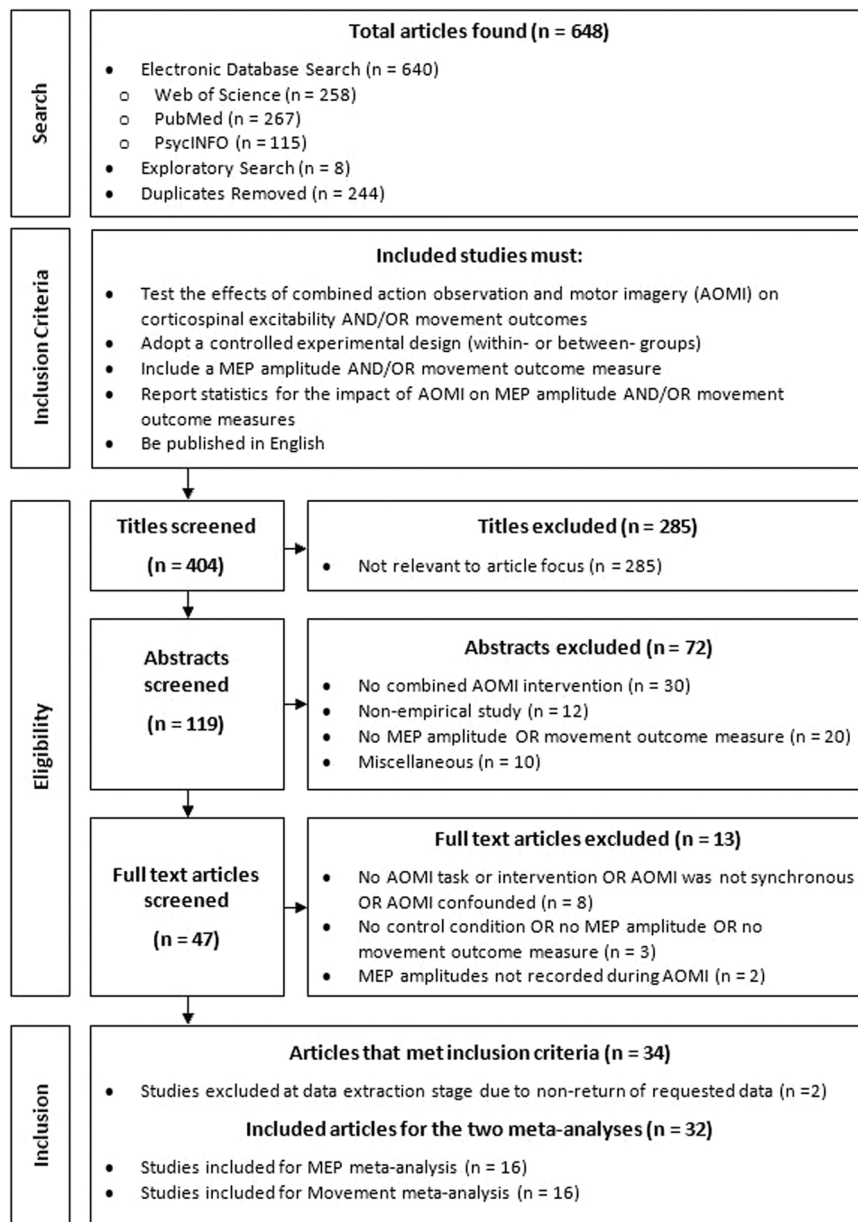 Search
Total articles found (n = 648)
• Electronic Database Search (n = 640)
o Web of Science (n = 258)
o PubMed (n = 267)
o PsycINFO (n = 115)
• Exploratory Search (n = 8)
• Duplicates Removed (n = 244)
Inclusion Criteria
Included studies must:
• Test the effects of combined action observation and motor imagery (AOMI) on
corticospinal excitability AND/OR movement outcomes
• Adopt a controlled experimental design (within- or between- groups)
• Include a MEP amplitude AND/OR movement outcome measure
• Report statistics for the impact of AOMI on MEP amplitude AND/OR movement
outcome measures
• Be published in English
Eligibility
Titles screened
(n = 404)
Titles excluded (n = 285)
• Not relevant to article focus (n = 285)
Abstracts
screened
(n = 119)
Abstracts excluded (n = 72)
• No combined AOMI intervention (n = 30)
• Non-empirical study (n = 12)
• No MEP amplitude OR movement outcome measure (n = 20)
• Miscellaneous (n = 10)
Full text articles
screened
(n = 47)
Full text articles excluded (n = 13)
• No AOMI task or intervention OR AOMI was not synchronous
OR AOMI confounded (n = 8)
• No control condition OR no MEP amplitude OR no
movement outcome measure (n = 3)
• MEP amplitudes not recorded during AOMI (n = 2)
Inclusion
Articles that met inclusion criteria (n = 34)
• Studies excluded at data extraction stage due to non-return of requested data (n =2)
Included articles for the two meta-analyses (n = 32)
• Studies included for MEP meta-analysis (n = 16)
• Studies included for Movement meta-analysis (n = 16)